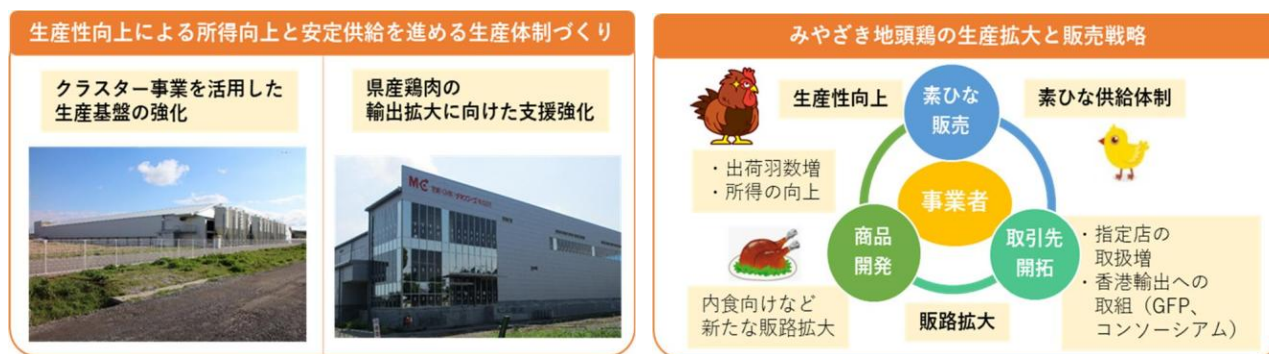 生産性向上による所得向上と安定供給を進める生産体制づくり
クラスター事業を活用した
生産基盤の強化
県産鶏肉の
輸出拡大に向けた支援強化
みやざき地頭鶏の生産拡大と販売戦略
生産性向上
素ひな
販売
素ひな供給体制
・出荷羽数増
・所得の向上
事業者
商品
開発
取引先
開拓
・指定店の
取扱増
・香港輸出への
取組（GFP、
コンソーシアム）
内食向けなど
新たな販路拡大
販路拡大